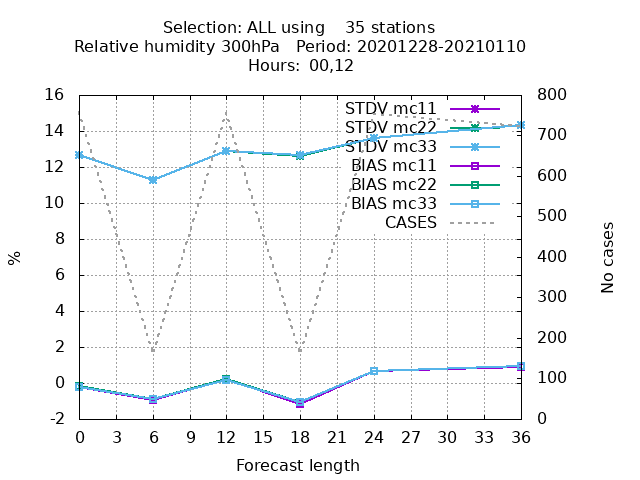 Selection: ALL using    35 stations
Relative humidity 300hPa   Period: 20201228-20210110
Hours: 00,12
16
14
12
10
8
6
4
2
0
-2
%
800
700
600
500
400
300
200
100
0
No cases
STDV mc11
STDV mc22
STDV mc33
BIAS mc11
BIAS mc22
BIAS mc33
CASES
0 3 6 9 12 15 18 21 24 27 30 33 36
Forecast length